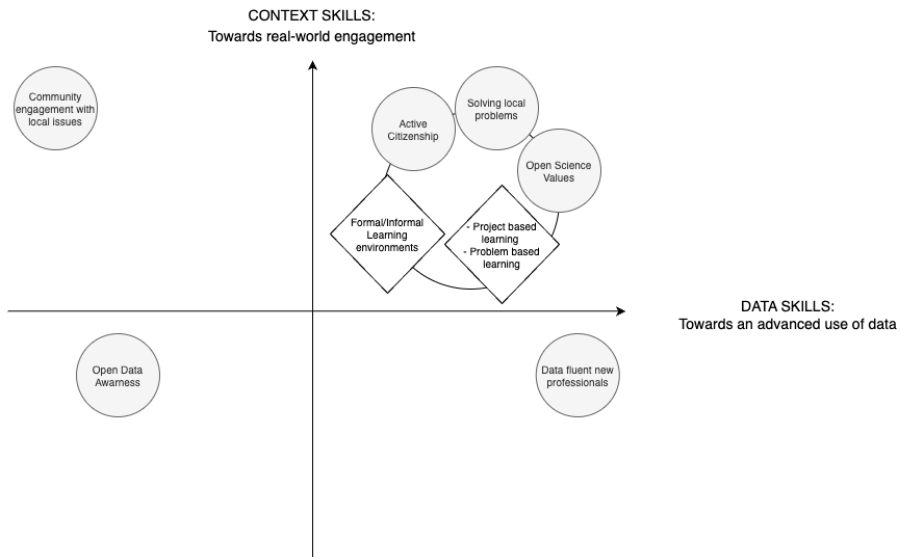 CONTEXT SKILLS:
Towards real-world engagement
Community
engagement with
local issues
Active
Citizenship
Solving local
problems
Open Science
Values
Formal/Informal
Learning
environments
- Project based
learning
- Problem based
learning
DATA SKILLS:
Towards an advanced use of data
Open Data
Awarness
Data fluent new
professionals